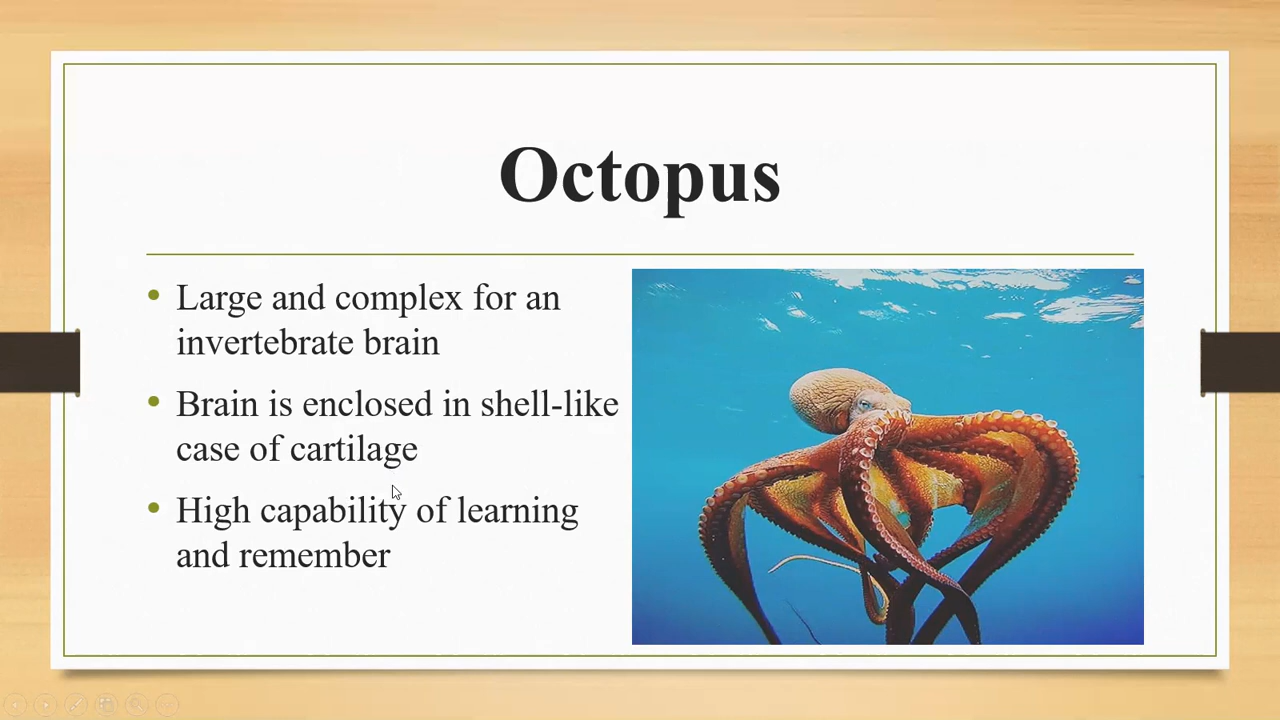 Octopus
• Large and complex for an
invertebrate brain
• Brain is enclosed in shell-like
case of cartilage
• High capability of learning
and remember